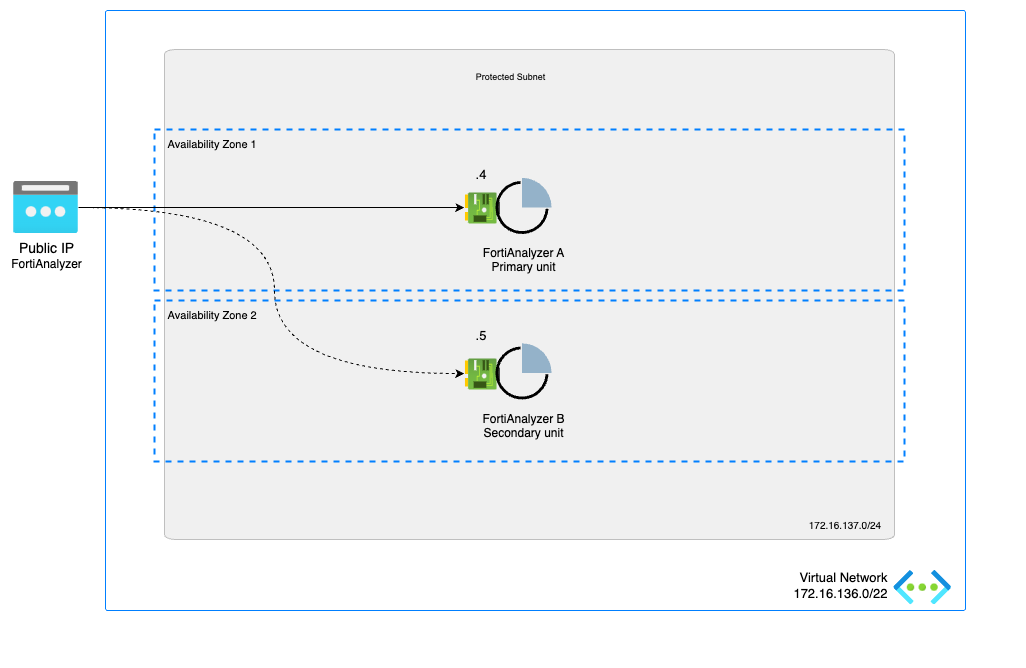 Protected Subnet
Availability Zone 1
.4
Public IP
FortiAnalyzer
FortiAnalyzer A
Primary unit
Availability Zone 2
.5
FortiAnalyzer B
Secondary unit
172.16.137.0/24
Virtual Network
172.16.136.0/22